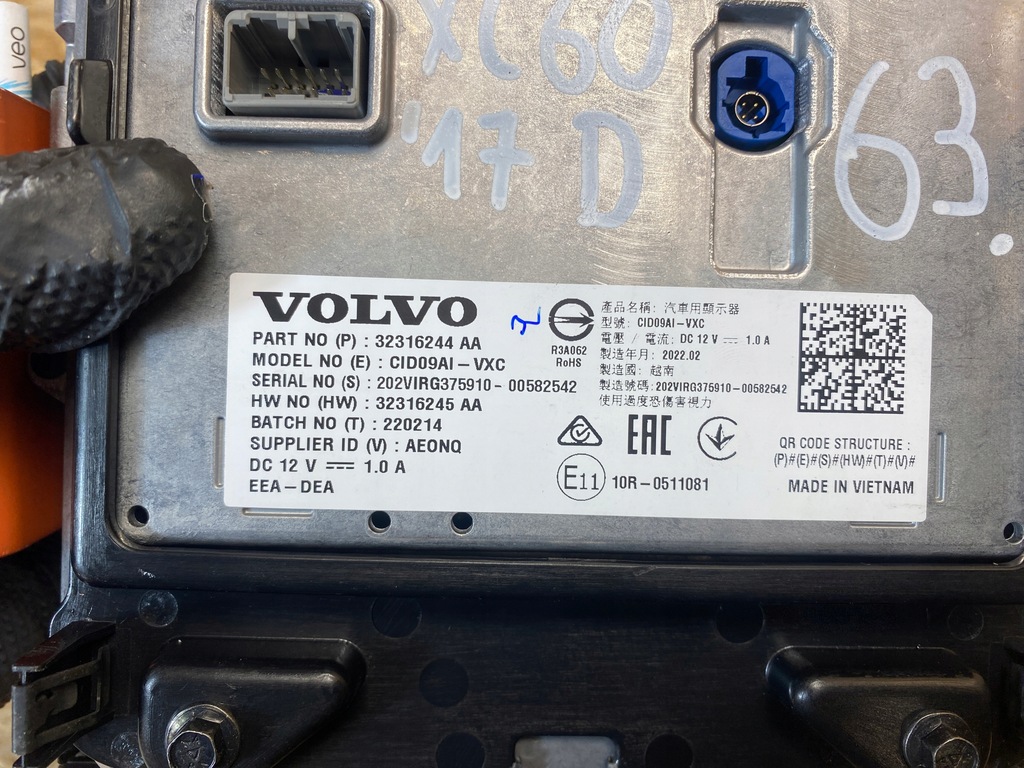 veo
XC60
'17 D
63.
VOLVO
PART NO (P) : 32316244 AA
MODEL NO (E) : CID09AI-VXC
SERIAL NO (S) : 202VIRG375910-00582542
HW NO (HW) : 32316245 AA
BATCH NO (T) : 220214
SUPPLIER ID (V) : AEONQ
DC 12 V ⎓ 1.0 A
EEA-DEA
R3A062
RoHS
產品名稱: 汽車用顯示器
型號: CID09AI-VXC
電壓 / 電流: DC 12 V ⎓ 1.0 A
製造年月: 2022.02
製造國: 越南
製造號碼: 202VIRG375910-00582542
使用過度恐傷害視力
EAC
E11 10R-0511081
QR CODE STRUCTURE :
(P)#(E)#(S)#(HW)#(T)#(V)#
MADE IN VIETNAM